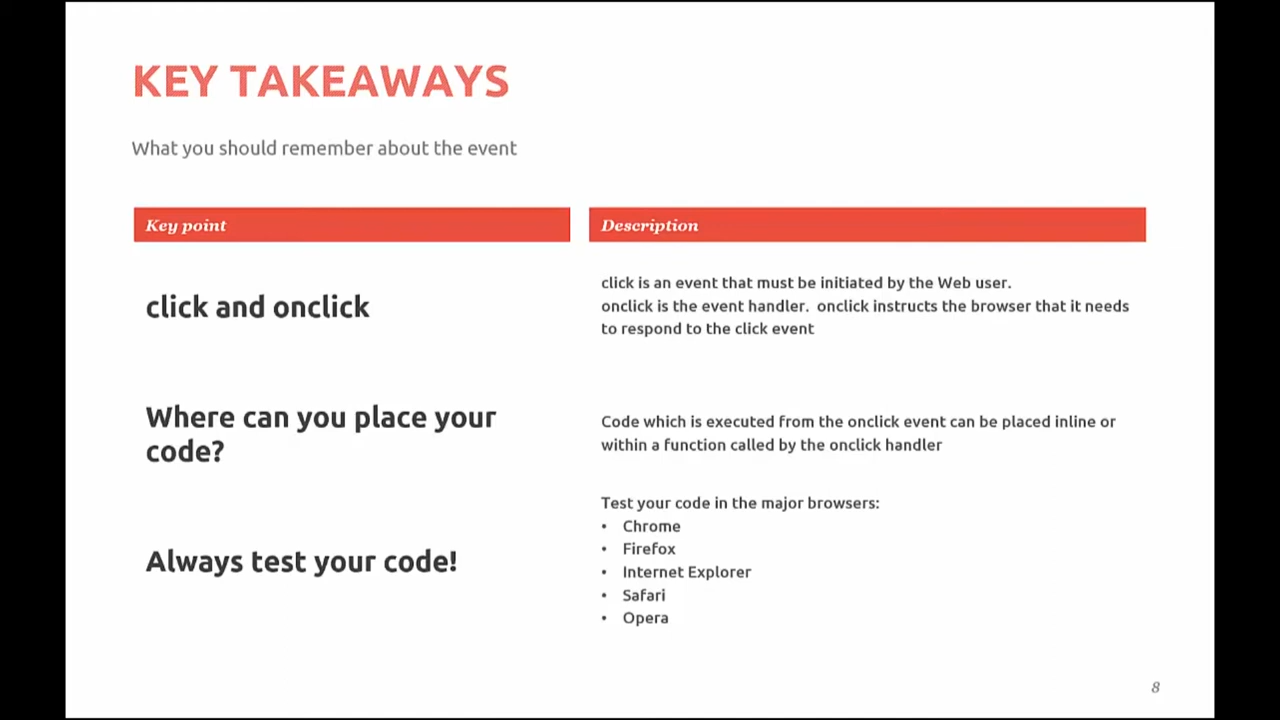 KEY TAKEAWAYS
What you should remember about the event
Key point
Description
click and onclick
click is an event that must be initiated by the Web user.
onclick is the event handler.  onclick instructs the browser that it needs
to respond to the click event
Where can you place your
code?
Code which is executed from the onclick event can be placed inline or
within a function called by the onclick handler
Always test your code!
Test your code in the major browsers:
• Chrome
• Firefox
• Internet Explorer
• Safari
• Opera
8